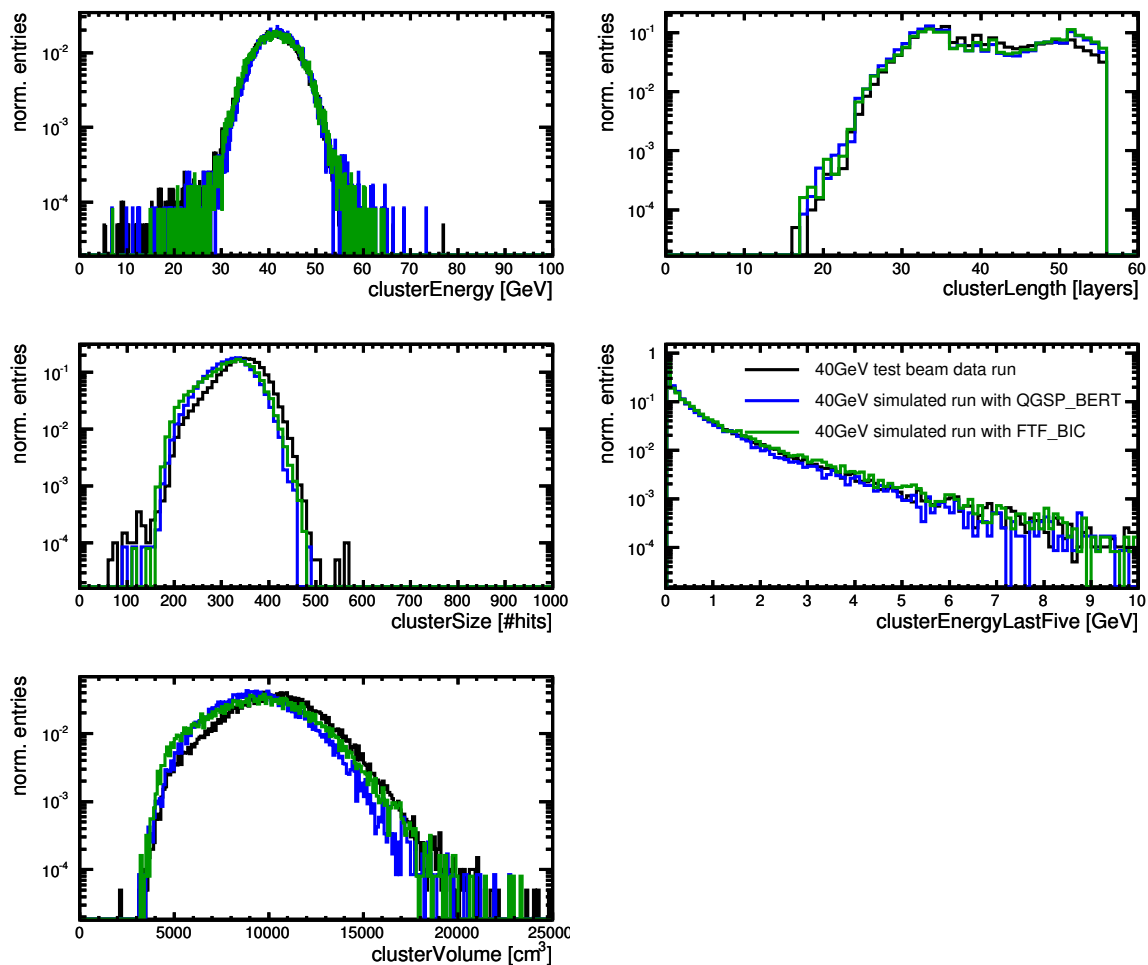 norm. entries
10^-2
10^-3
10^-4
0 10 20 30 40 50 60 70 80 90 100
clusterEnergy [GeV]
norm. entries
10^-1
10^-2
10^-3
10^-4
0 10 20 30 40 50 60
clusterLength [layers]
norm. entries
10^-1
10^-2
10^-3
10^-4
0 100 200 300 400 500 600 700 800 900 1000
clusterSize [#hits]
norm. entries
1
10^-1
10^-2
10^-3
10^-4
40GeV test beam data run
40GeV simulated run with QGSP_BERT
40GeV simulated run with FTF_BIC
0 1 2 3 4 5 6 7 8 9 10
clusterEnergyLastFive [GeV]
norm. entries
10^-2
10^-3
10^-4
0 5000 10000 15000 20000 25000
clusterVolume [cm^3]